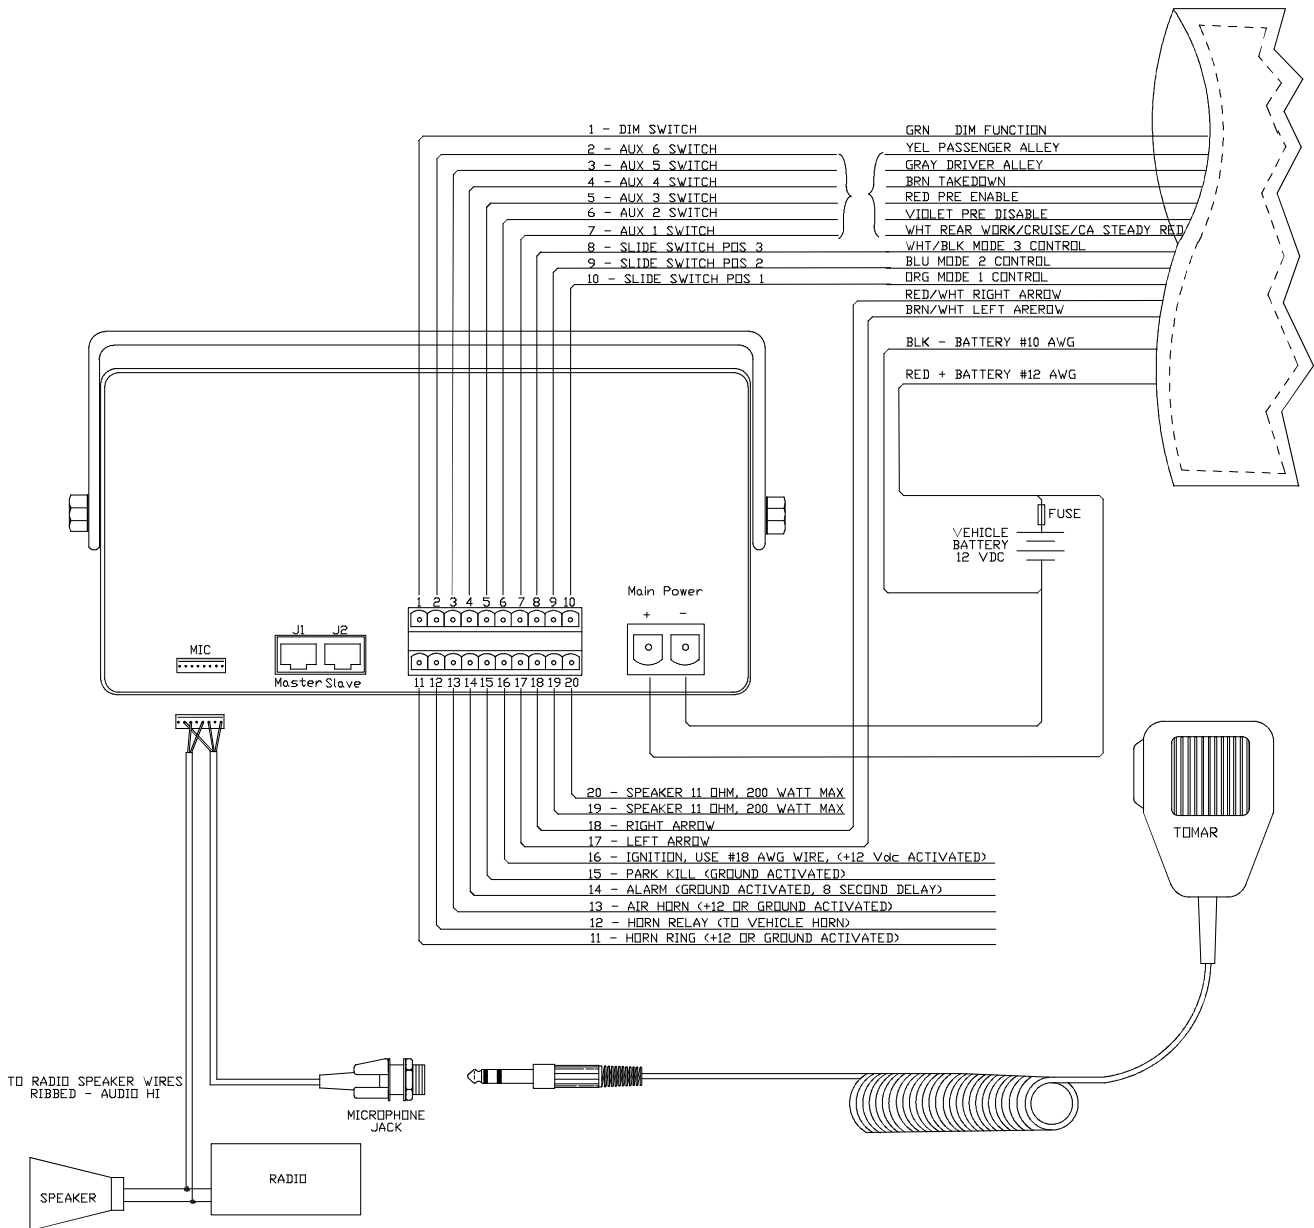 1 - DIM SWITCH
GRN DIM FUNCTION
2 - AUX 6 SWITCH
YEL PASSENGER ALLEY
3 - AUX 5 SWITCH
GRAY DRIVER ALLEY
4 - AUX 4 SWITCH
BRN TAKEDOWN
5 - AUX 3 SWITCH
RED PRE ENABLE
6 - AUX 2 SWITCH
VIOLET PRE DISABLE
7 - AUX 1 SWITCH
WHT REAR WORK/CRUISE/CA STEADY RED
8 - SLIDE SWITCH POS 3
WHT/BLK MODE 3 CONTROL
9 - SLIDE SWITCH POS 2
BLU MODE 2 CONTROL
10 - SLIDE SWITCH POS 1
ORG MODE 1 CONTROL
RED/WHT RIGHT ARROW
BRN/WHT LEFT AREROW
BLK - BATTERY #10 AWG
RED + BATTERY #12 AWG
FUSE
VEHICLE
BATTERY
12 VDC
Main Power
+ -
1 2 3 4 5 6 7 8 9 10
J1 J2
MIC
Master Slave
11 12 13 14 15 16 17 18 19 20
20 - SPEAKER 11 OHM, 200 WATT MAX
19 - SPEAKER 11 OHM, 200 WATT MAX
18 - RIGHT ARROW
17 - LEFT ARROW
16 - IGNITION, USE #18 AWG WIRE, (+12 Vdc ACTIVATED)
15 - PARK KILL (GROUND ACTIVATED)
14 - ALARM (GROUND ACTIVATED, 8 SECOND DELAY)
13 - AIR HORN (+12 OR GROUND ACTIVATED)
12 - HORN RELAY (TO VEHICLE HORN)
11 - HORN RING (+12 OR GROUND ACTIVATED)
TOMAR
TO RADIO SPEAKER WIRES
RIBBED - AUDIO HI
MICROPHONE
JACK
RADIO
SPEAKER